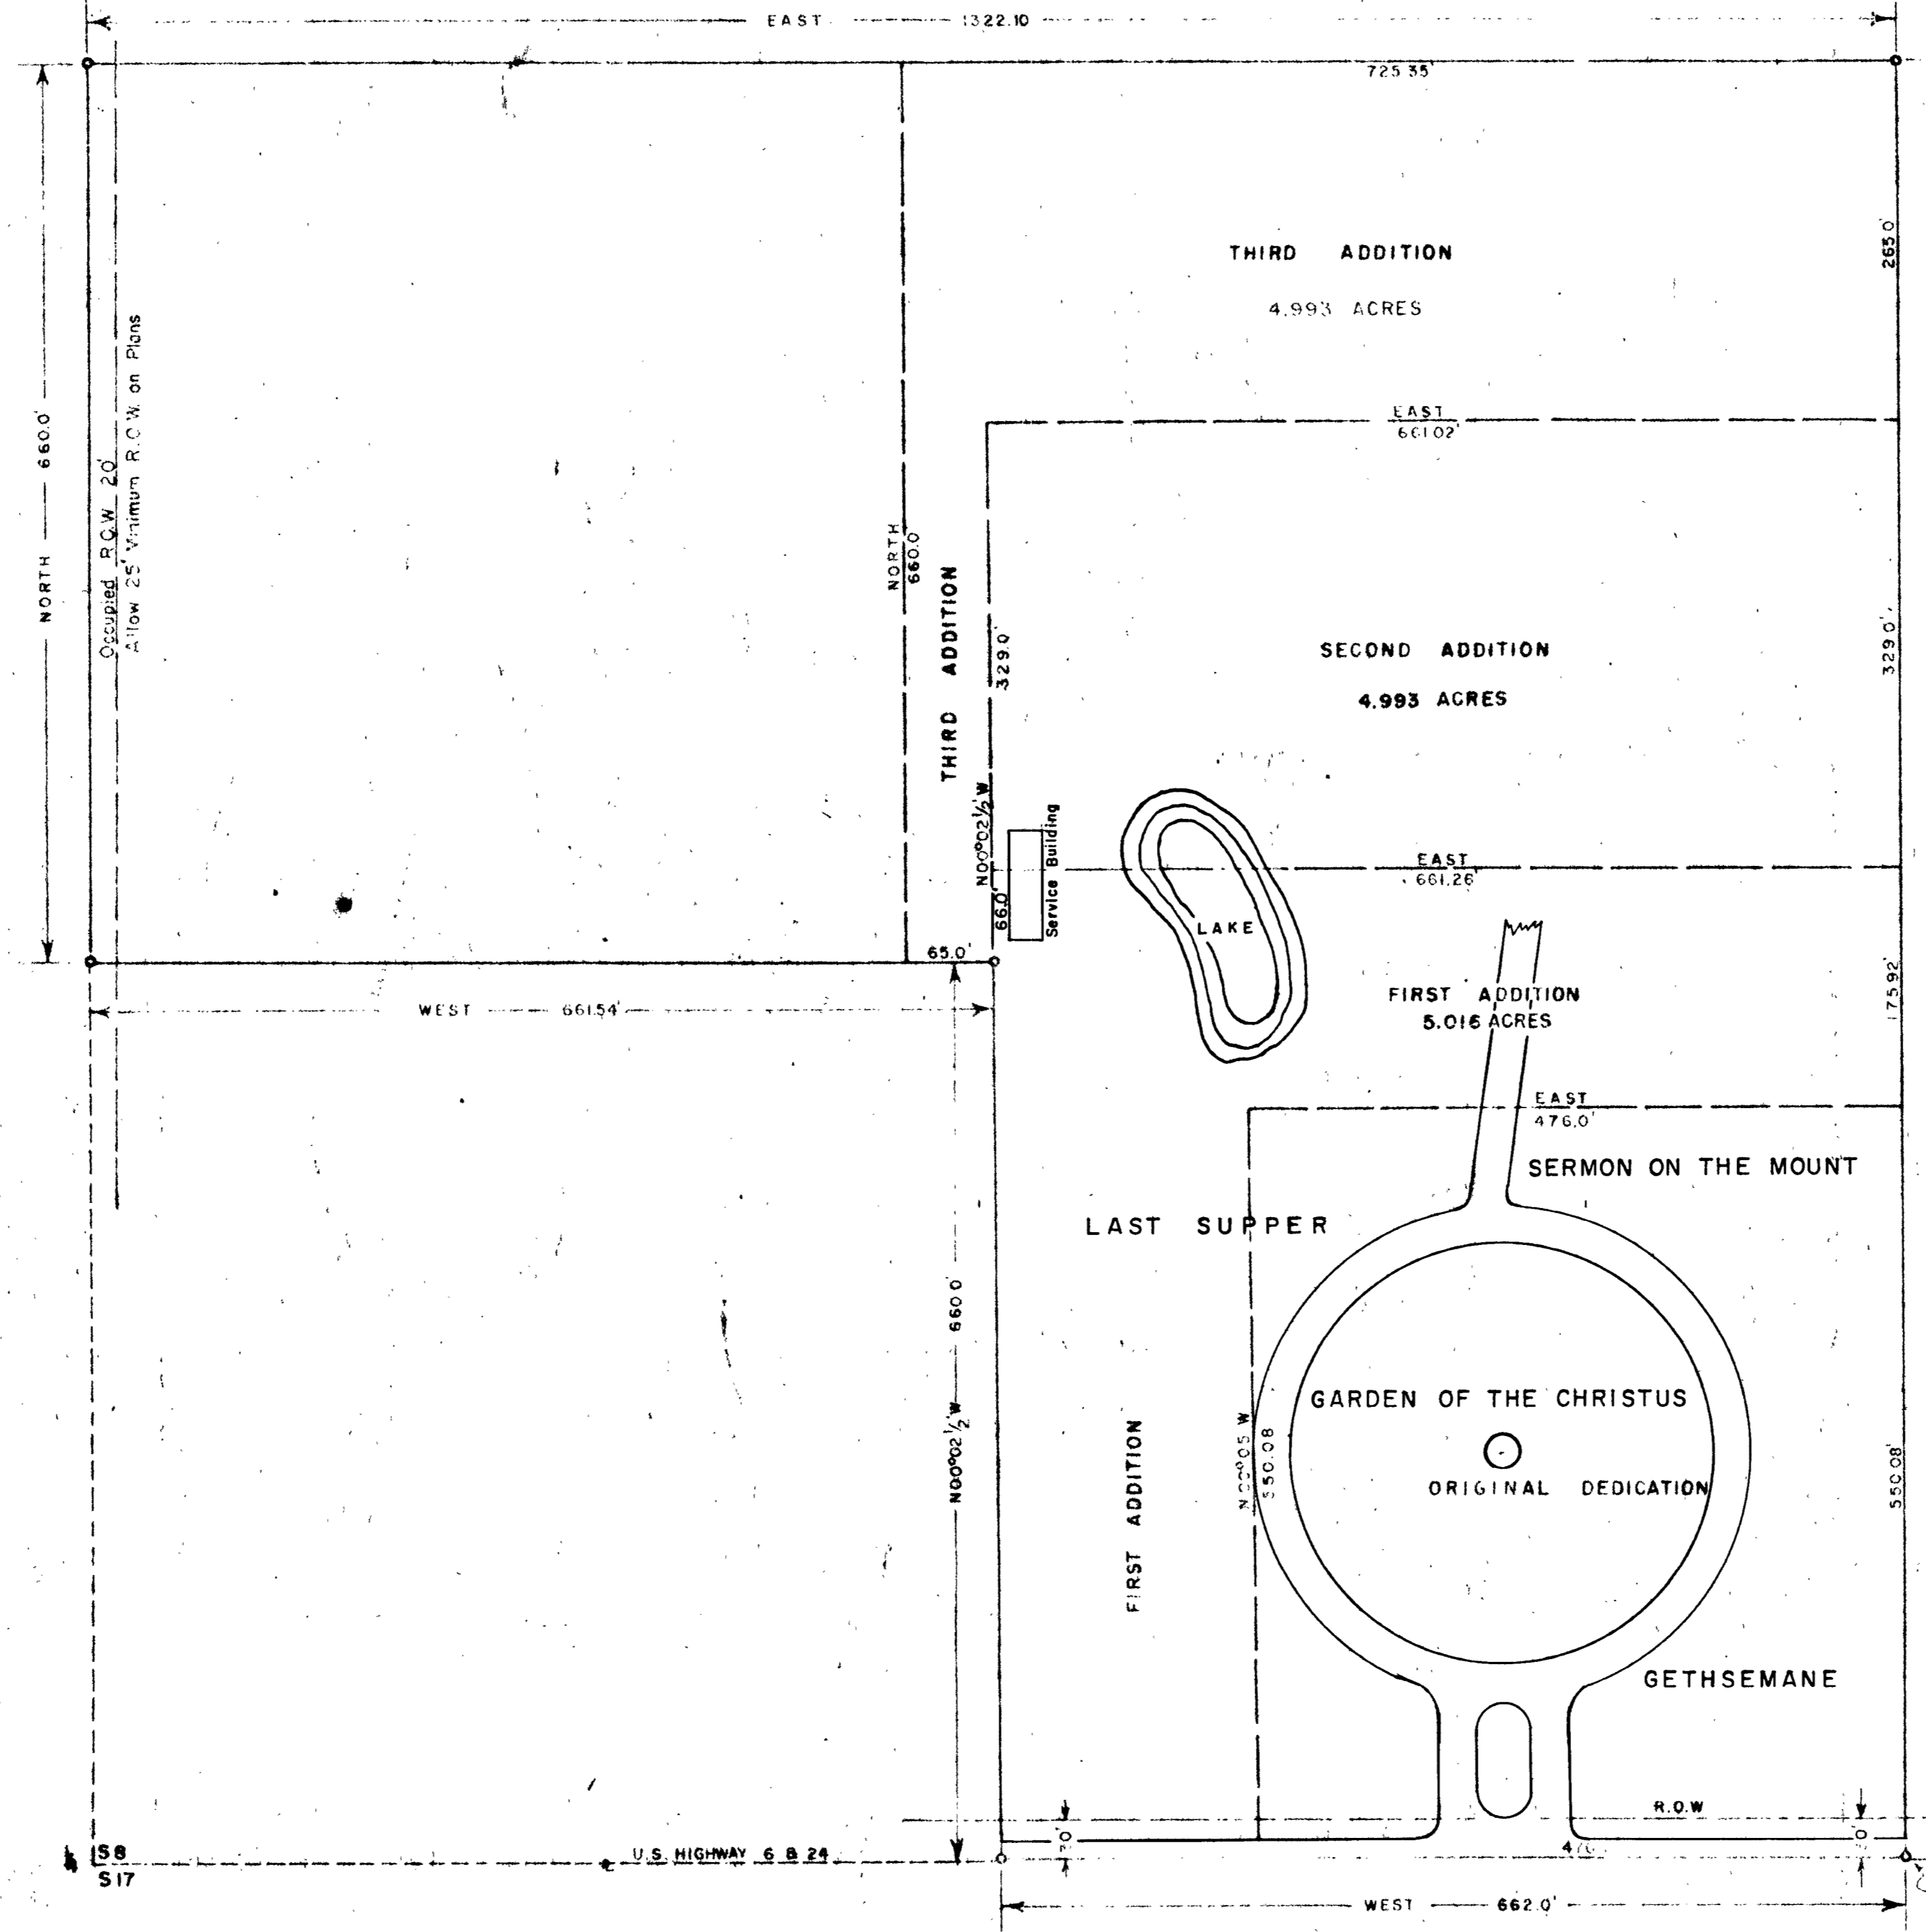 EAST 1322.10
725.35'
THIRD ADDITION
4.993 ACRES
263.0'
NORTH 660.0'
Occupied R.O.W. 20'
Allow 25' Minimum R.O.W. on Plans
EAST
661.02'
NORTH
660.0
THIRD ADDITION
329.0'
SECOND ADDITION
4.993 ACRES
329.0'
N00°02½'W
66.0'
Service Building
EAST
661.26'
LAKE
65.0'
WEST 661.54'
FIRST ADDITION
5.016 ACRES
175.92'
EAST
476.0'
SERMON ON THE MOUNT
LAST SUPPER
N00°02½'W 660.0'
GARDEN OF THE CHRISTUS
ORIGINAL DEDICATION
FIRST ADDITION
N00°05'W
550.08
550.08'
GETHSEMANE
R.O.W
S8
S17
U.S. HIGHWAY 6 & 24
WEST 662.0'